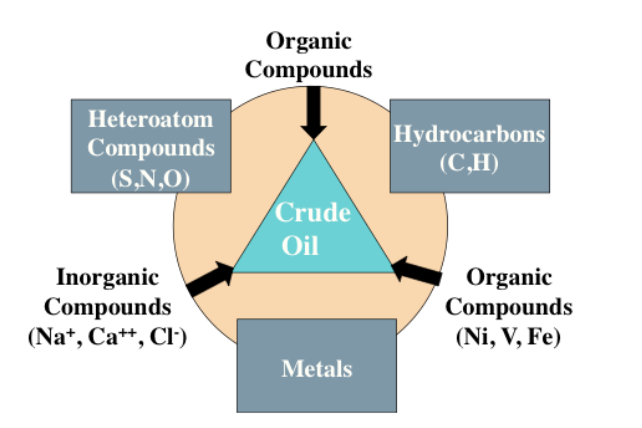 Organic
Compounds
Heteroatom
Compounds
(S,N,O)
Hydrocarbons
(C,H)
Crude
Oil
Inorganic
Compounds
(Na⁺, Ca⁺⁺, Cl⁻)
Organic
Compounds
(Ni, V, Fe)
Metals